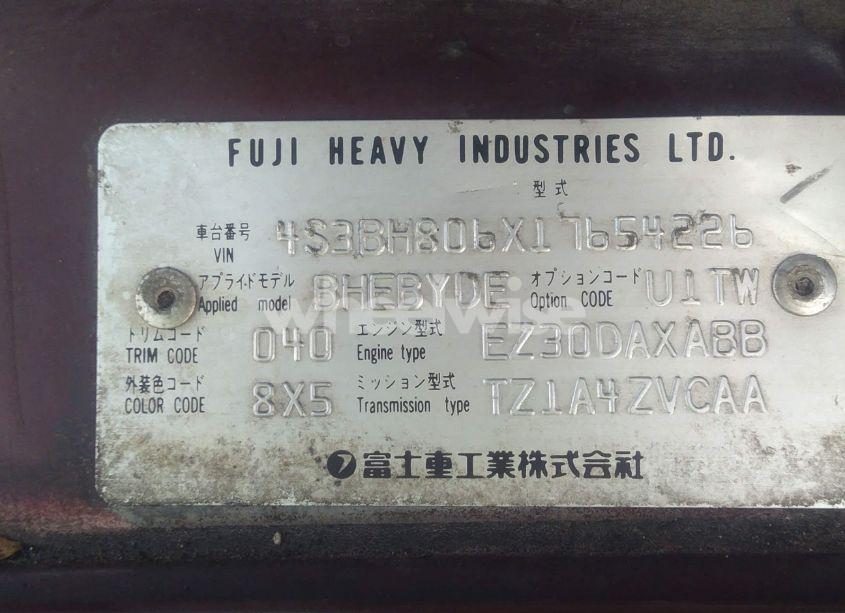 FUJI HEAVY INDUSTRIES LTD.
型式
車台番号 VIN 4S3BH806X17654226
アプライドモデル Applied model BHEBYDE オプションコード Option CODE U1TW
トリムコード TRIM CODE 040 エンジン型式 Engine type EZ30DAXABB
外装色コード COLOR CODE 8X5 ミッション型式 Transmission type TZ1A4ZVCAA
富士重工業株式会社
wheelwise